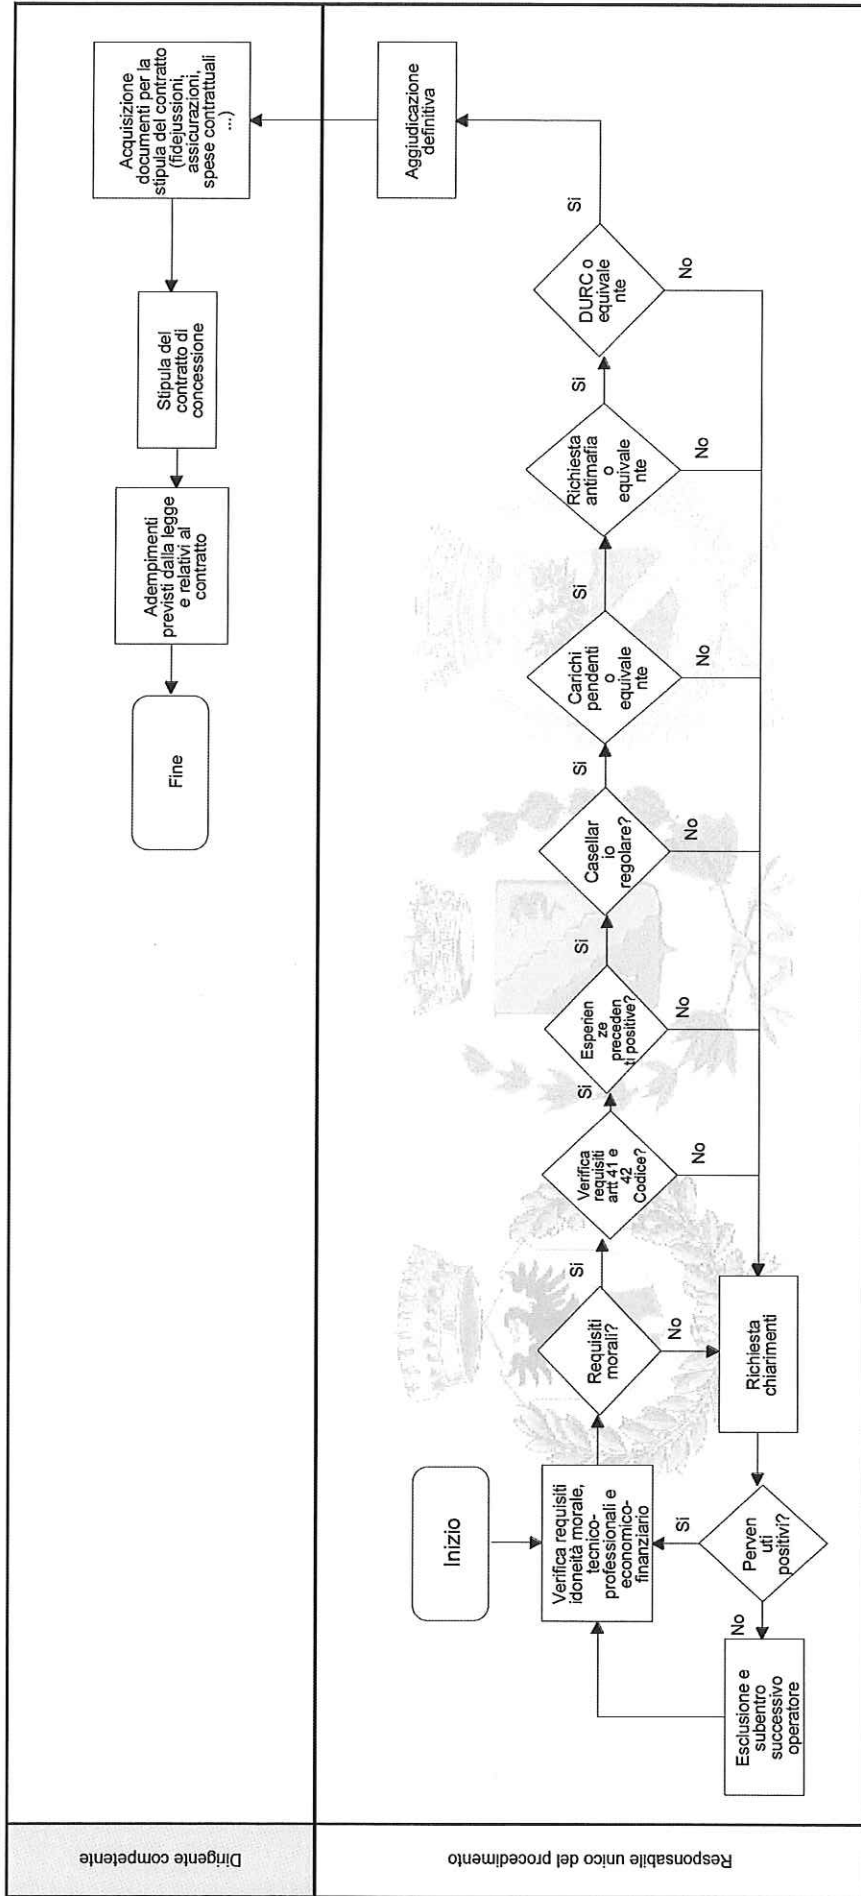 Dirigente competente
Acquisizione
documenti per la
stipula del contratto
(fidejussioni,
assicurazioni,
spese contrattuali
...)
Stipula del
contratto di
concessione
Adempimenti
previsti dalla legge
e relativi al
contratto
Fine
Responsabile unico del procedimento
Inizio
Verifica requisiti
idoneità morale,
tecnico-
professionali e
economico-
finanziario
Requisiti
morali?
Si
No
Verifica
requisiti
artt 41 e
42
Codice?
Si
No
Esperien
ze
preceden
ti positive?
Si
No
Casellar
io
regolare?
Si
No
Carichi
pendenti
o
equivale
nte
Si
No
Richiesta
antimafia
o
equivale
nte
Si
No
DURC o
equivale
nte
Si
No
Aggiudicazione
definitiva
Richiesta
chiarimenti
Perven
uti
positivi?
Si
No
Esclusione e
subentro
successivo
operatore